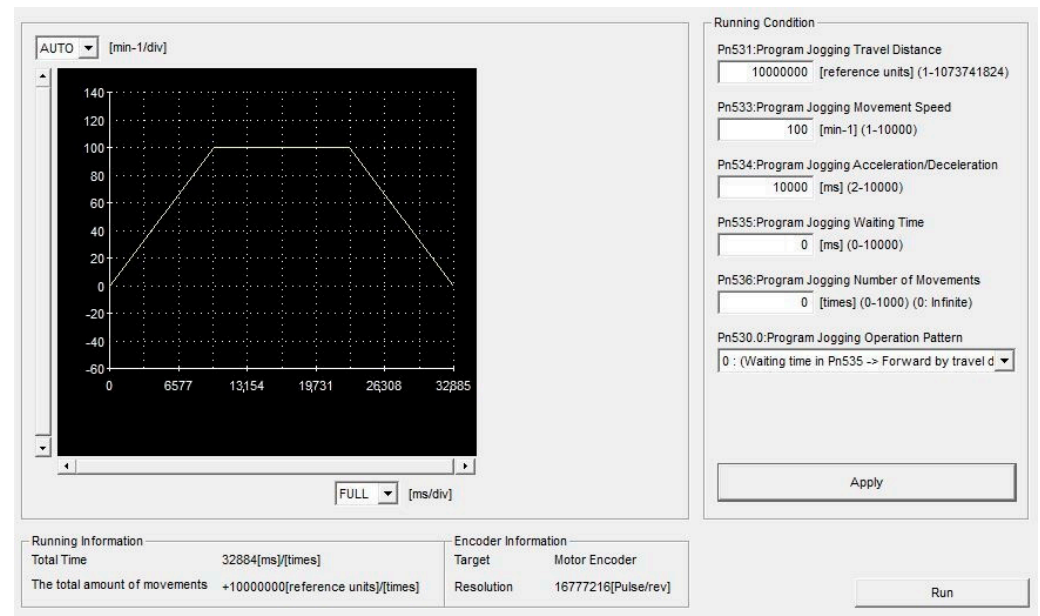 AUTO [min-1/div]
140
120
100
80
60
40
20
0
-20
-40
-60
0 6577 13,154 19,731 26,308 32,885
FULL [ms/div]
Running Condition
Pn531:Program Jogging Travel Distance
10000000 [reference units] (1-1073741824)
Pn533:Program Jogging Movement Speed
100 [min-1] (1-10000)
Pn534:Program Jogging Acceleration/Deceleration
10000 [ms] (2-10000)
Pn535:Program Jogging Waiting Time
0 [ms] (0-10000)
Pn536:Program Jogging Number of Movements
0 [times] (0-1000) (0: Infinite)
Pn530.0:Program Jogging Operation Pattern
0 : (Waiting time in Pn535 -> Forward by travel d
Apply
Running Information
Total Time 32884[ms]/[times]
The total amount of movements +10000000[reference units]/[times]
Encoder Information
Target Motor Encoder
Resolution 16777216[Pulse/rev]
Run